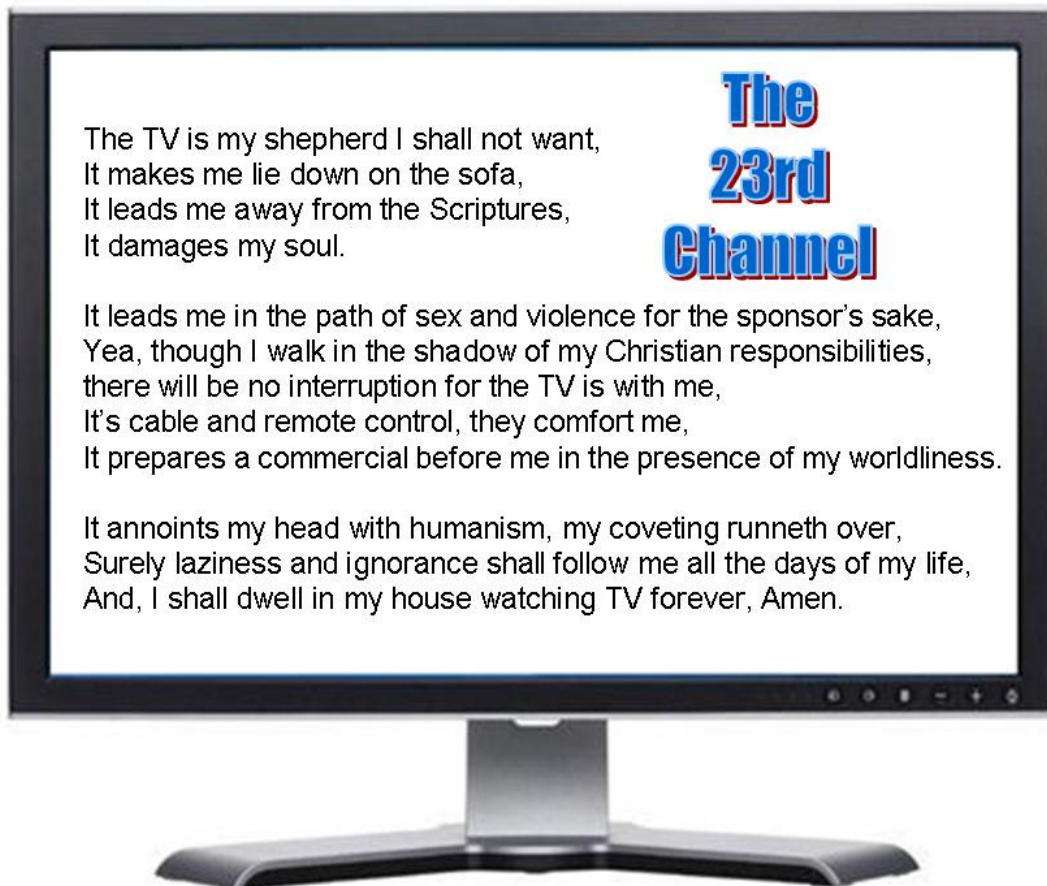 The
23rd
Channel
The TV is my shepherd I shall not want,
It makes me lie down on the sofa,
It leads me away from the Scriptures,
It damages my soul.
It leads me in the path of sex and violence for the sponsor's sake,
Yea, though I walk in the shadow of my Christian responsibilities,
there will be no interruption for the TV is with me,
It's cable and remote control, they comfort me,
It prepares a commercial before me in the presence of my worldliness.
It annoints my head with humanism, my coveting runneth over,
Surely laziness and ignorance shall follow me all the days of my life,
And, I shall dwell in my house watching TV forever, Amen.